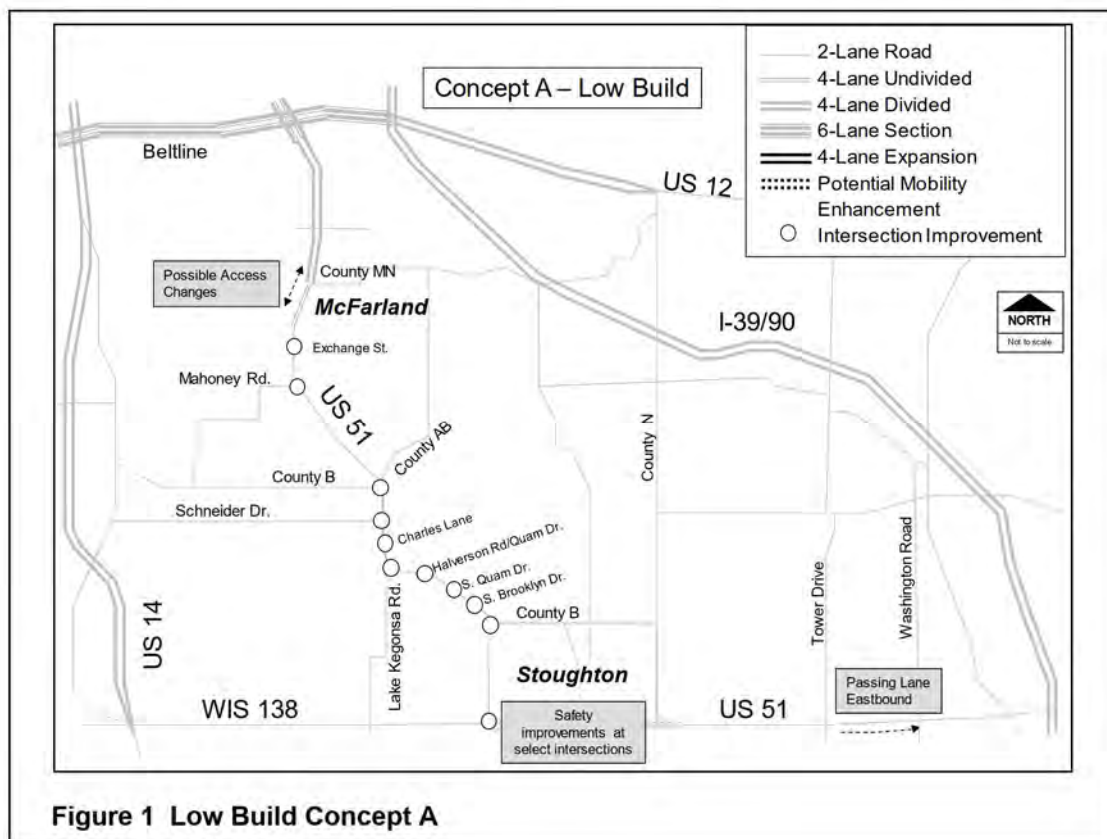 Concept A – Low Build
2-Lane Road
4-Lane Undivided
4-Lane Divided
6-Lane Section
4-Lane Expansion
Potential Mobility
Enhancement
Intersection Improvement
Beltline
US 12
Possible Access
Changes
County MN
McFarland
I-39/90
NORTH
Not to scale
Exchange St.
Mahoney Rd.
US 51
County AB
County N
County B
Schneider Dr.
Charles Lane
Halverson Rd/Quam Dr.
S. Quam Dr.
S. Brooklyn Dr.
County B
Tower Drive
Washington Road
US 14
Lake Kegonsa Rd.
Stoughton
Passing Lane
Eastbound
WIS 138
Safety
improvements at
select intersections
US 51
Figure 1 Low Build Concept A